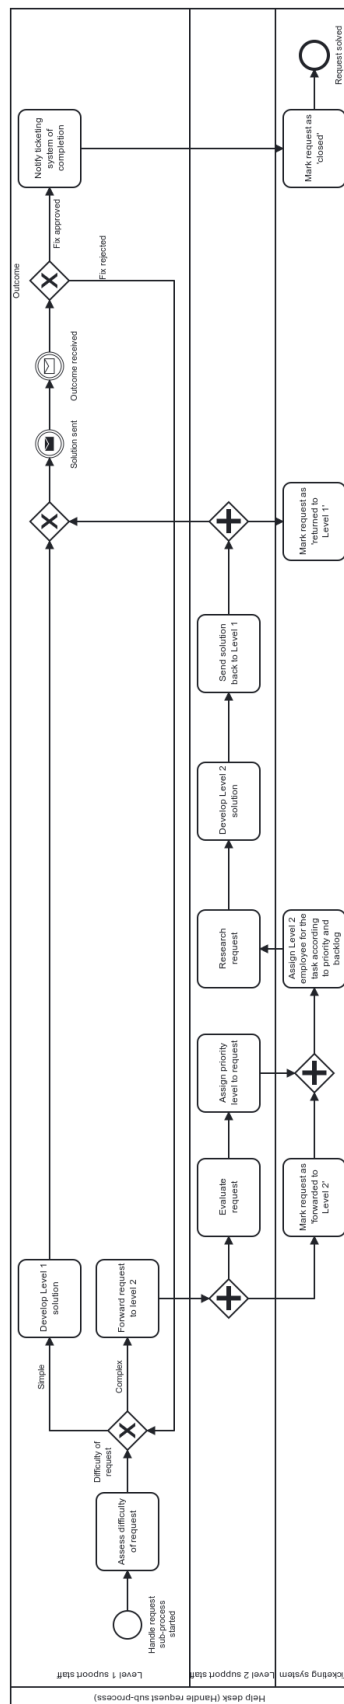 Help desk (Handle request sub-process)
Level 1 support staff
Handle request
sub-process
started
Assess difficulty
of request
Difficulty of
request
Simple
Complex
Develop Level 1
solution
Forward request
to level 2
Solution sent
Outcome received
Outcome
Fix approved
Fix rejected
Notify ticketing
system of
completion
Level 2 support staff
Evaluate
request
Assign priority
level to request
Research
request
Develop Level 2
solution
Send solution
back to Level 1
ticketing system
Mark request as
'forwarded to
Level 2'
Assign Level 2
employee for the
task according
to priority and
backlog
Mark request as
'returned to
Level 1'
Mark request as
'closed'
Request solved